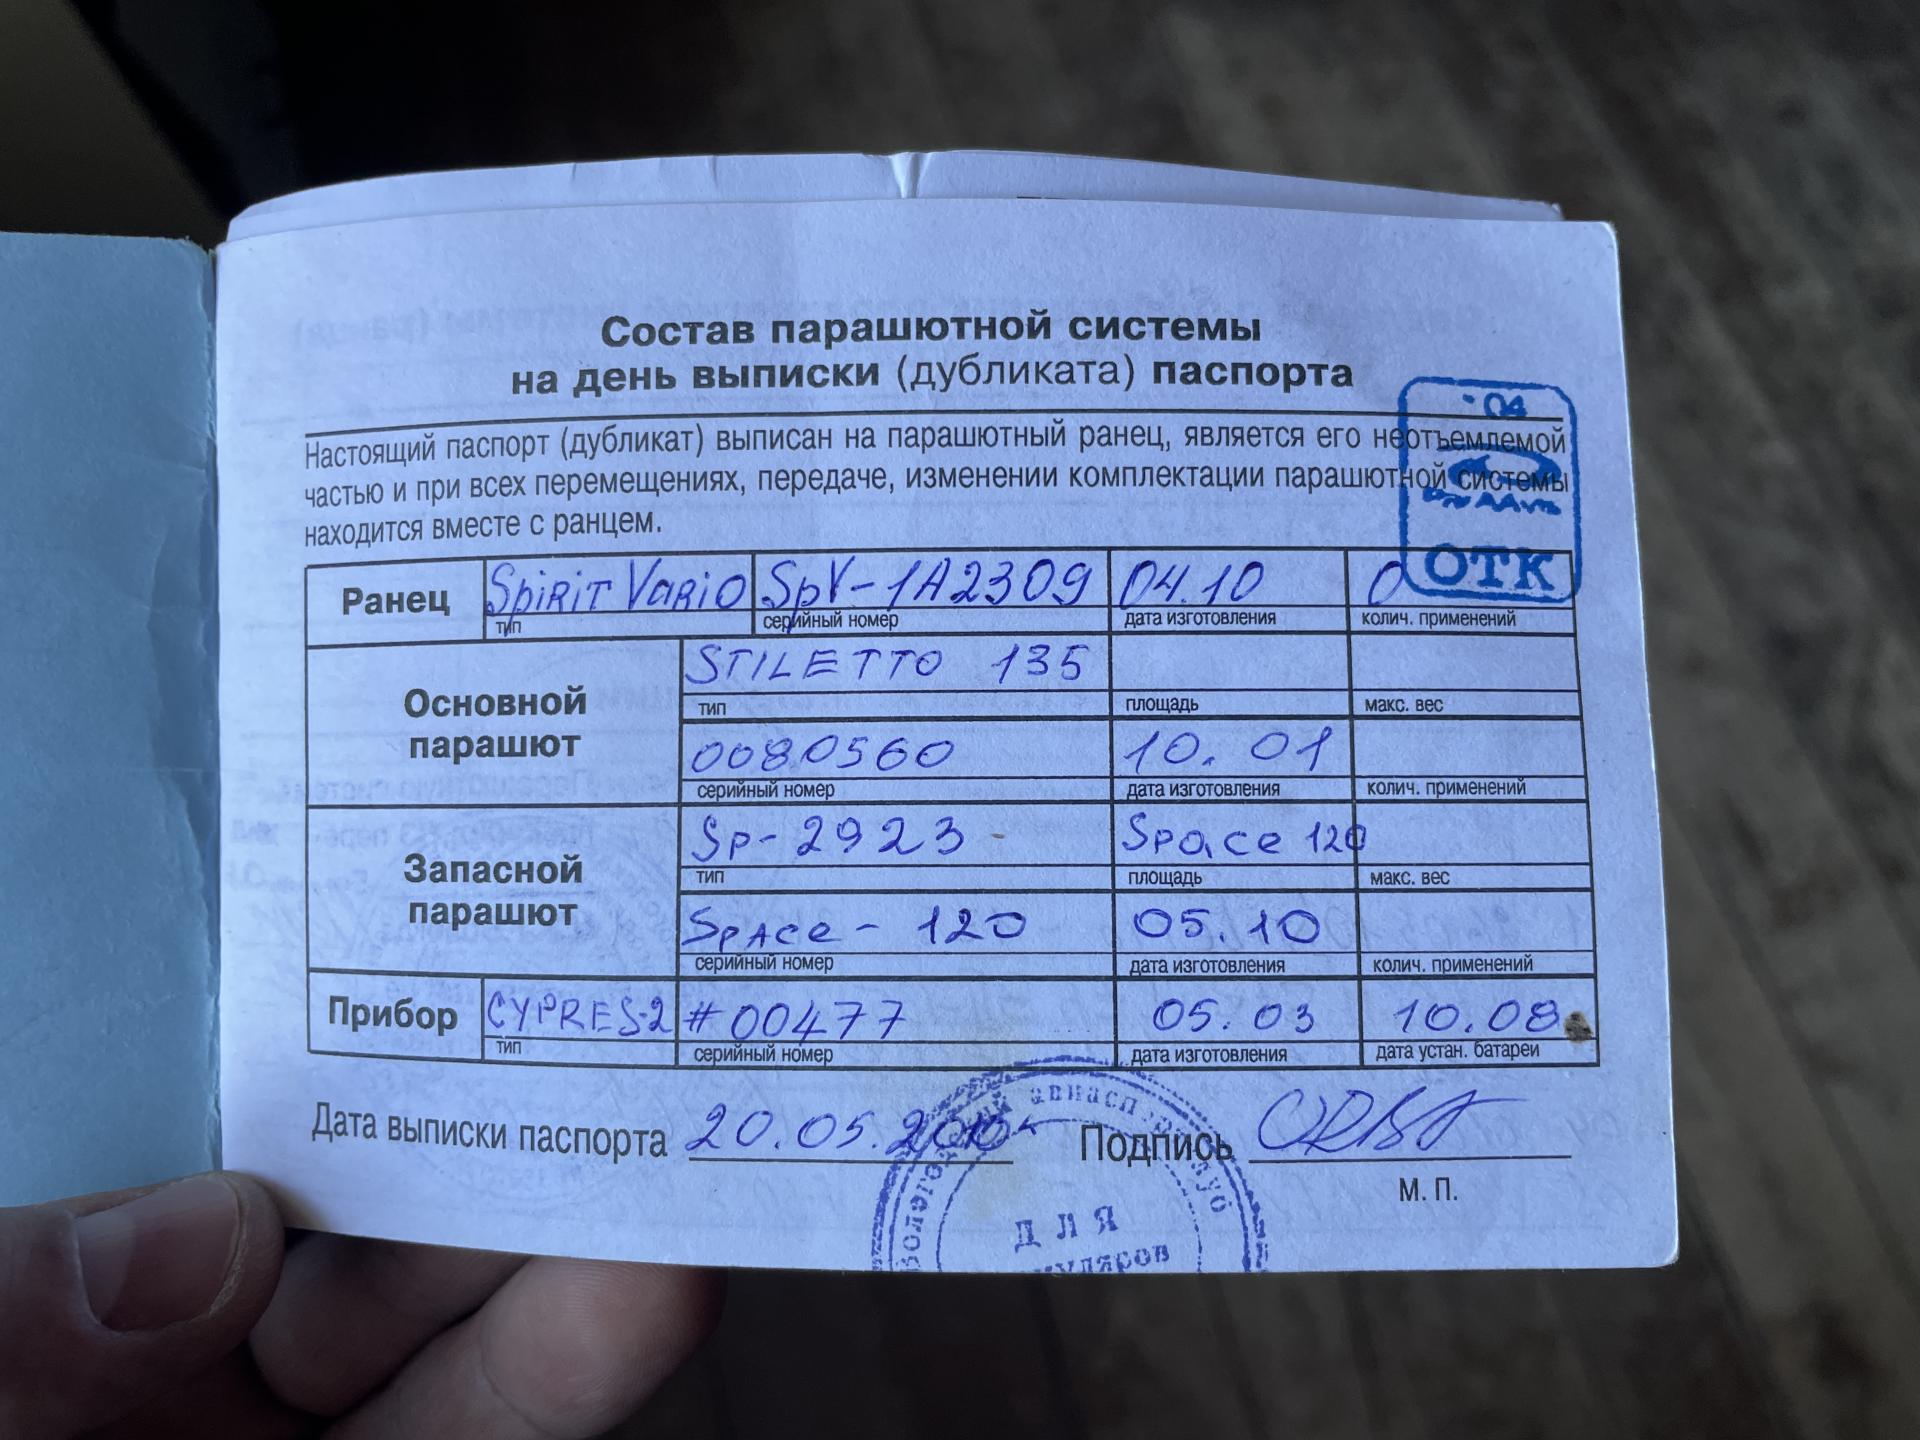 Состав парашютной системы
на день выписки (дубликата) паспорта
Настоящий паспорт (дубликат) выписан на парашютный ранец, является его неотъемлемой
частью и при всех перемещениях, передаче, изменении комплектации парашютной системы
находится вместе с ранцем.
04
ОТК
Ранец Spirit Vario SpV-1A2309 04.10 0
тип серийный номер дата изготовления колич. применений
Основной парашют
STILETTO 135
тип площадь макс. вес
0080560 10.01
серийный номер дата изготовления колич. применений
Запасной парашют
Sp-2923 Space 120
тип площадь макс. вес
Space-120 05.10
серийный номер дата изготовления колич. применений
Прибор CYPRES-2 #00477 05.03 10.08
тип серийный номер дата изготовления дата устан. батареи
Дата выписки паспорта 20.05. Подпись
М. П.
ДЛЯ